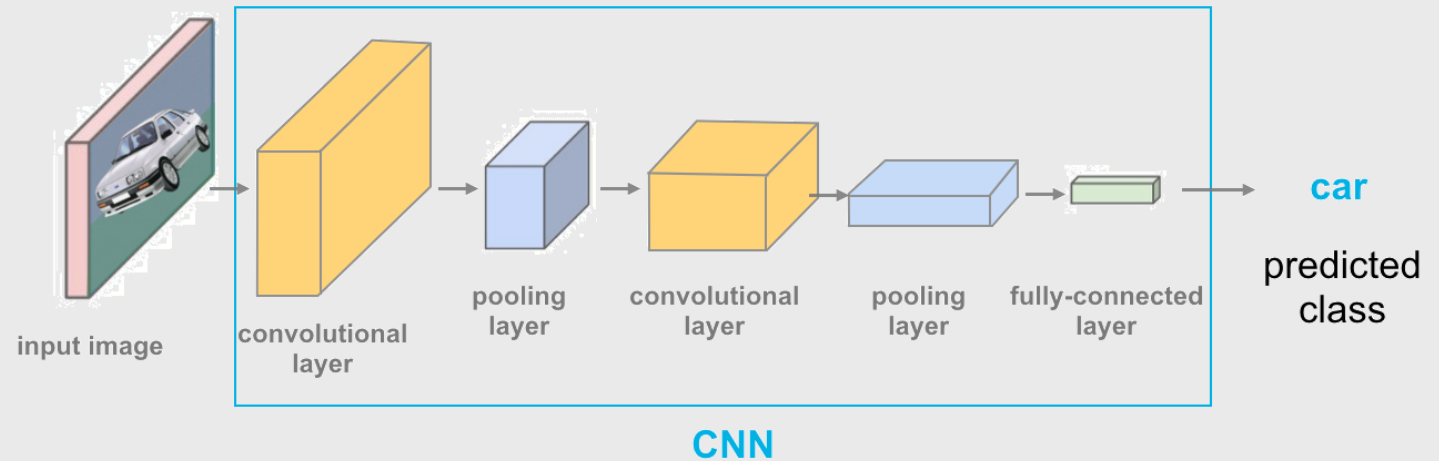 input image
convolutional
layer
pooling
layer
convolutional
layer
pooling
layer
fully-connected
layer
car
predicted
class
CNN